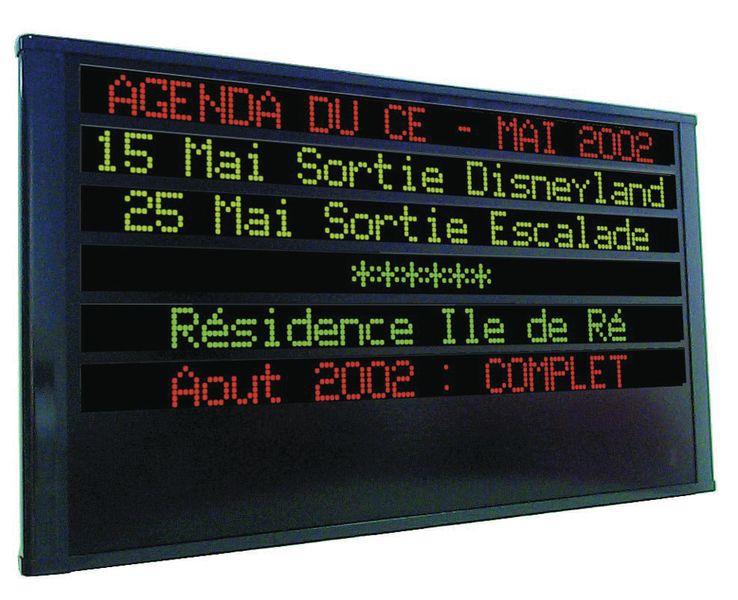 AGENDA DU CE - MAI 2002
15 Mai Sortie Disneyland
25 Mai Sortie Escalade
******
Résidence Ile de Ré
Aout 2002 : COMPLET